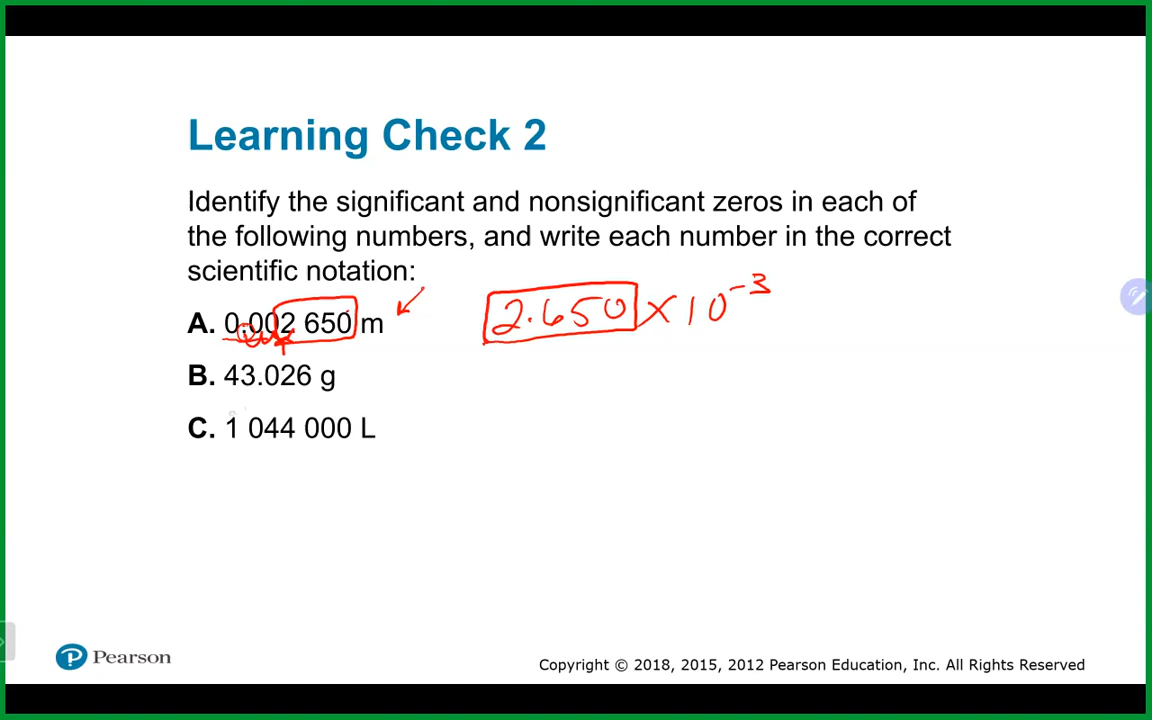 Learning Check 2
Identify the significant and nonsignificant zeros in each of
the following numbers, and write each number in the correct
scientific notation:
A. 0.002 650 m
2.650 × 10⁻³
B. 43.026 g
C. 1 044 000 L
Pearson
Copyright © 2018, 2015, 2012 Pearson Education, Inc. All Rights Reserved